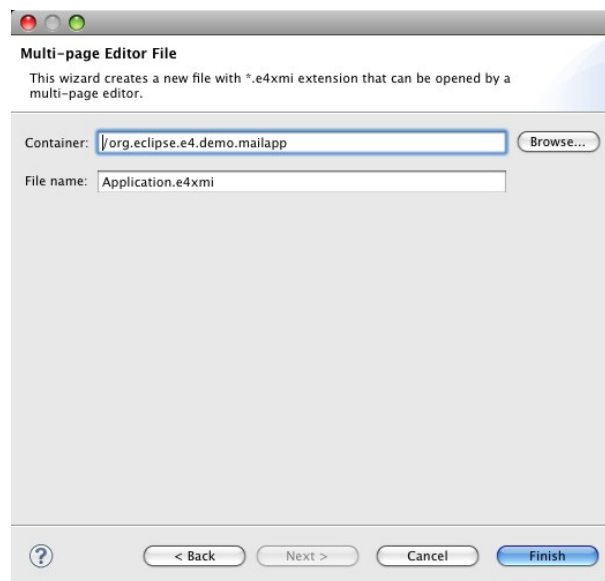 Multi-page Editor File
This wizard creates a new file with *.e4xmi extension that can be opened by a
multi-page editor.
Container: /org.eclipse.e4.demo.mailapp Browse...
File name: Application.e4xmi
? < Back Next > Cancel Finish